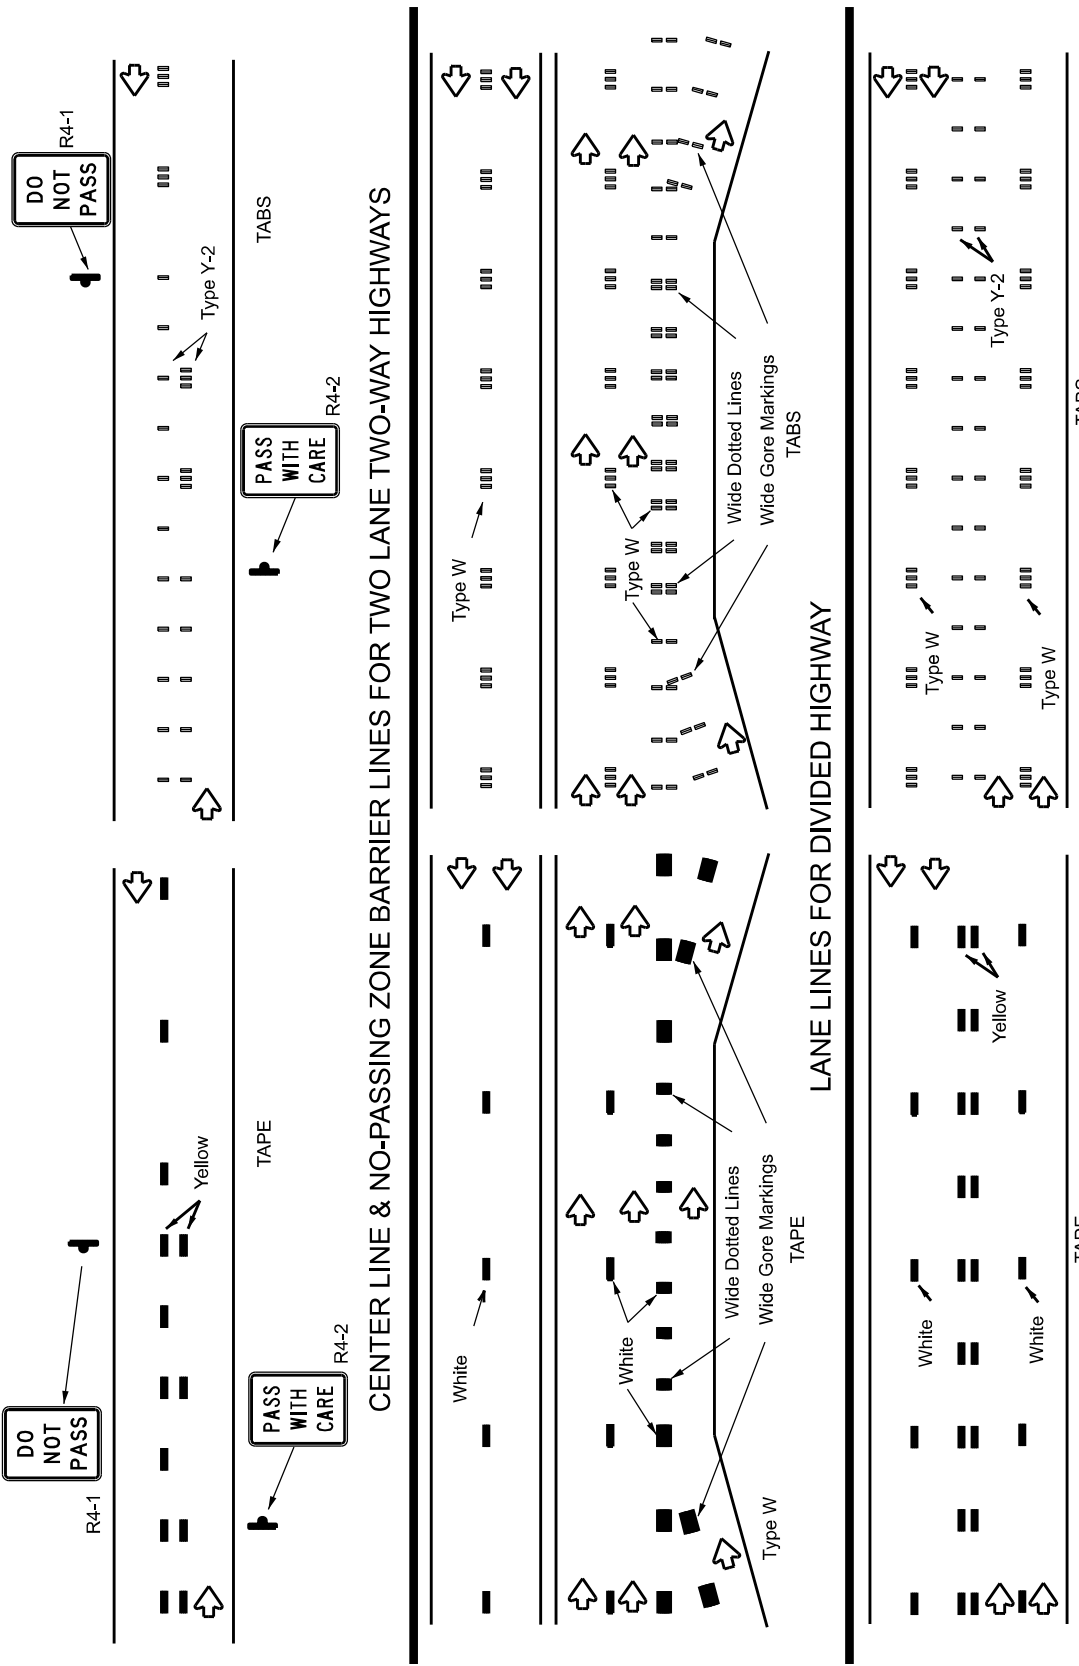 DO
NOT
PASS
R4-1
Yellow
TAPE
PASS
WITH
CARE
R4-2
DO
NOT
PASS
R4-1
Type Y-2
TABS
PASS
WITH
CARE
R4-2
CENTER LINE & NO-PASSING ZONE BARRIER LINES FOR TWO LANE TWO-WAY HIGHWAYS
White
White
Wide Dotted Lines
Wide Gore Markings
TAPE
Type W
Type W
Type W
Wide Dotted Lines
Wide Gore Markings
TABS
LANE LINES FOR DIVIDED HIGHWAY
White
Yellow
White
TAPE
Type W
Type Y-2
Type W
TABS